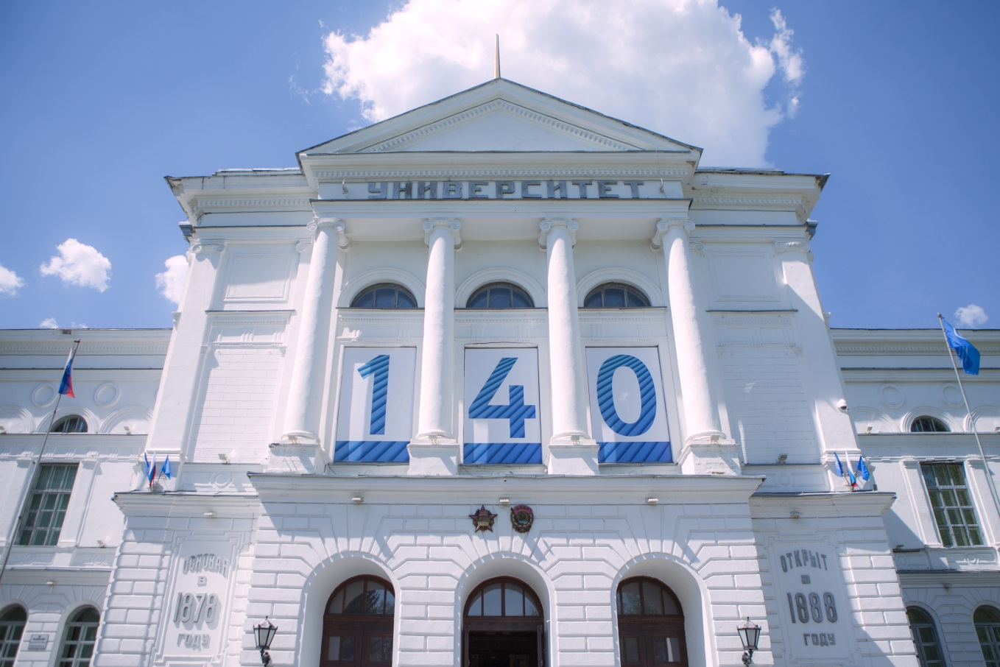 УНИВЕРСИТЕТ
140
ОСНОВАН
В
1878
ГОДУ
ОТКРЫТ
В
1888
ГОДУ